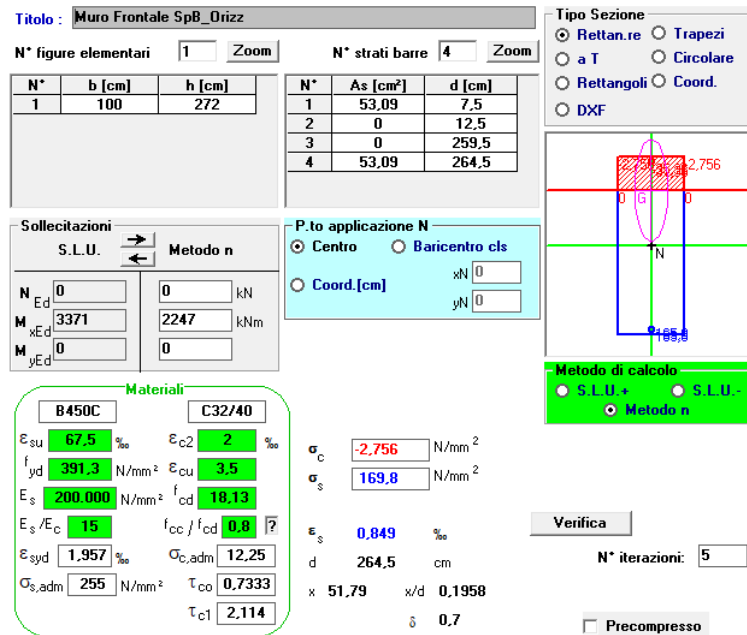 Titolo : Muro Frontale SpB_Orizz
N* figure elementari 1 Zoom N* strati barre 4 Zoom
N* b [cm] h [cm]
1 100 272
N* As [cm²] d [cm]
1 53,09 7,5
2 0 12,5
3 0 259,5
4 53,09 264,5
Tipo Sezione
Rettan.re Trapezi
a T Circolare
Rettangoli Coord.
DXF
-2,756 -2,756
0 G 0
N
Sollecitazioni
S.L.U. Metodo n
N Ed 0 0 kN
M xEd 3371 2247 kNm
M yEd 0 0
P.to applicazione N
Centro Baricentro cls
Coord.[cm] xN 0
yN 0
Metodo di calcolo
S.L.U.+ S.L.U.-
Metodo n
Materiali
B450C C32/40
εsu 67,5 ‰ εc2 2 ‰
fyd 391,3 N/mm² εcu 3,5
Es 200.000 N/mm² fcd 18,13
Es/Ec 15 fcc / fcd 0,8 ?
εsyd 1,957 ‰ σc,adm 12,25
σs,adm 255 N/mm² τco 0,7333
τc1 2,114
σc -2,756 N/mm²
σs 169,8 N/mm²
εs 0,849 ‰
d 264,5 cm
x 51,79 x/d 0,1958
δ 0,7
Verifica
N* iterazioni: 5
Precompresso